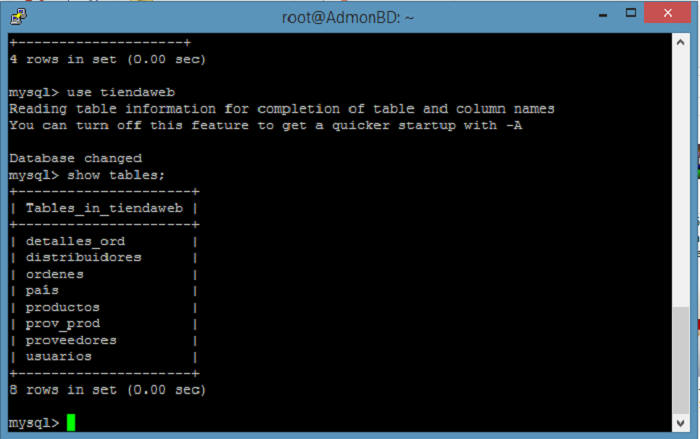 root@AdmonBD: ~
+--------------------+
4 rows in set (0.00 sec)
mysql> use tiendaweb
Reading table information for completion of table and column names
You can turn off this feature to get a quicker startup with -A
Database changed
mysql> show tables;
+---------------------+
| Tables_in_tiendaweb |
+---------------------+
| detalles_ord        |
| distribuidores      |
| ordenes             |
| país                |
| productos           |
| prov_prod           |
| proveedores         |
| usuarios            |
+---------------------+
8 rows in set (0.00 sec)
mysql>